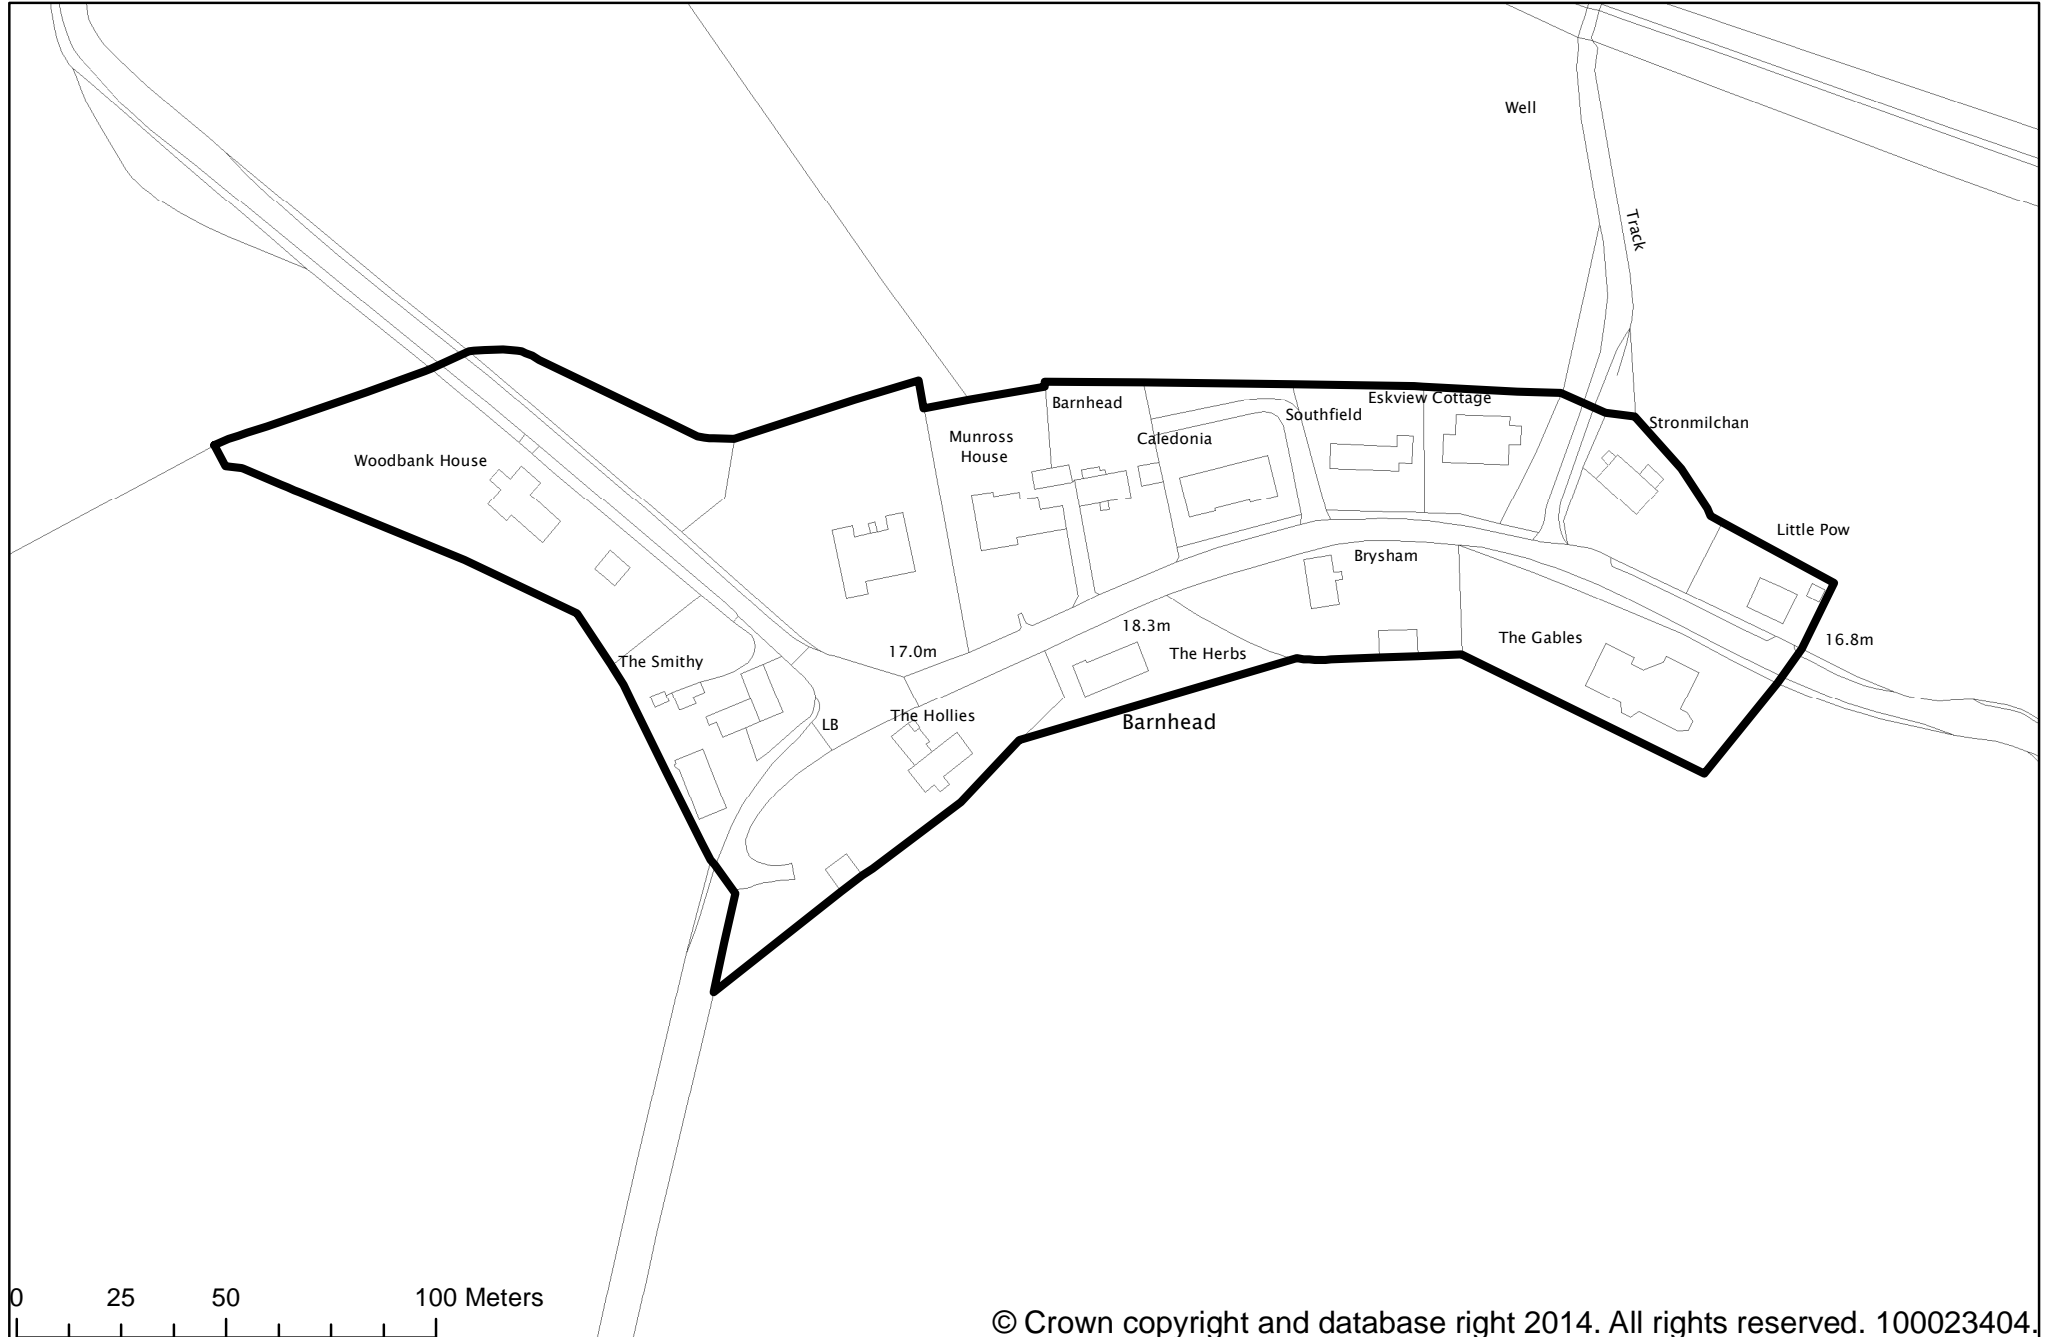 Well
Track
Barnhead
Eskview Cottage
Southfield
Stronmilchan
Munross
House
Caledonia
Woodbank House
Little Pow
Brysham
18.3m
The Gables
16.8m
17.0m
The Herbs
The Smithy
The Hollies
LB
Barnhead
0 25 50 100 Meters
© Crown copyright and database right 2014. All rights reserved. 100023404.